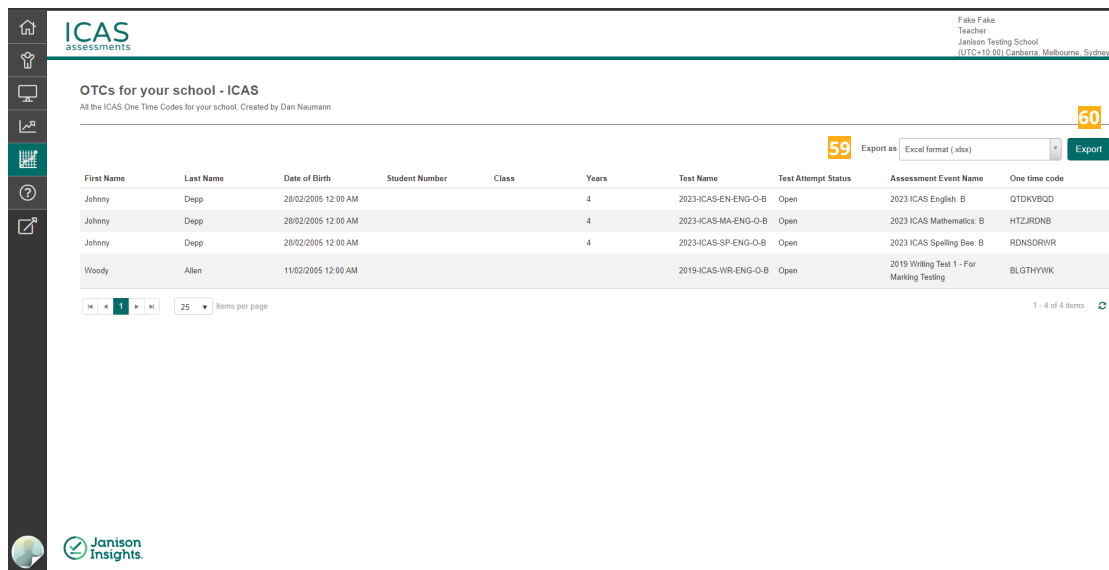 ICAS
assessments
Fake Fake
Teacher
Janison Testing School
(UTC+10:00) Canberra, Melbourne, Sydney
OTCs for your school - ICAS
All the ICAS One Time Codes for your school. Created by Dan Naumann
60
59 Export as Excel format (.xlsx) Export
First Name Last Name Date of Birth Student Number Class Years Test Name Test Attempt Status Assessment Event Name One time code
Johnny Depp 28/02/2005 12:00 AM 4 2023-ICAS-EN-ENG-O-B Open 2023 ICAS English: B QTDKVBQD
Johnny Depp 28/02/2005 12:00 AM 4 2023-ICAS-MA-ENG-O-B Open 2023 ICAS Mathematics: B HTZJRDNB
Johnny Depp 28/02/2005 12:00 AM 4 2023-ICAS-SP-ENG-O-B Open 2023 ICAS Spelling Bee: B RDNSDRWR
Woody Allen 11/02/2005 12:00 AM 2019-ICAS-WR-ENG-O-B Open 2019 Writing Test 1 - For BLGTHYWK
Marking Testing
1 25 items per page 1 - 4 of 4 items
Janison
Insights.